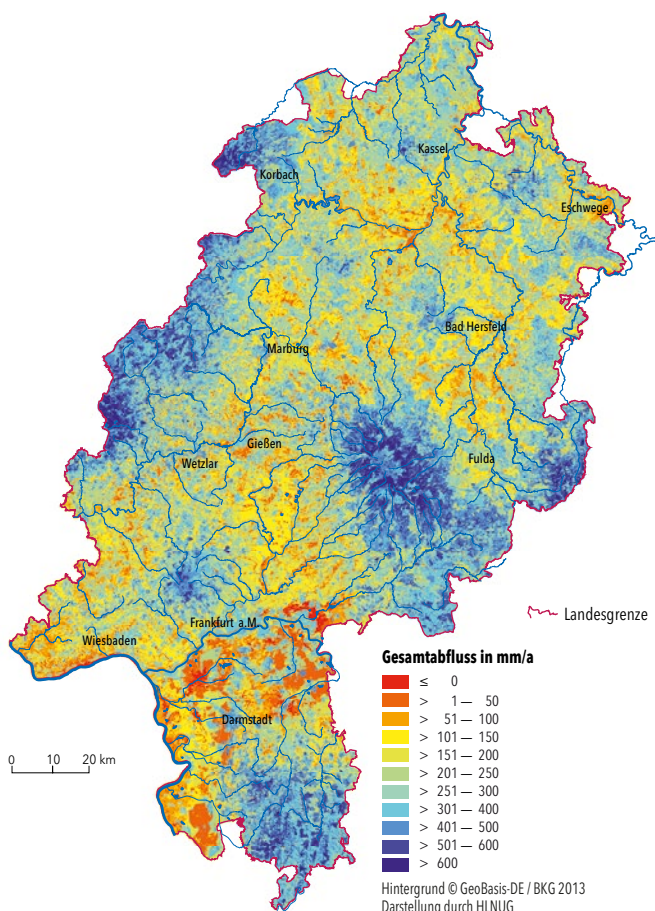 Kassel
Korbach
Eschwege
Bad Hersfeld
Marburg
Gießen
Wetzlar
Fulda
Frankfurt a.M.
Wiesbaden
Darmstadt
Landesgrenze
0 10 20 km
Gesamtabfluss in mm/a
≤ 0
> 1 — 50
> 51 — 100
> 101 — 150
> 151 — 200
> 201 — 250
> 251 — 300
> 301 — 400
> 401 — 500
> 501 — 600
> 600
Hintergrund © GeoBasis-DE / BKG 2013
Darstellung durch HLNUG